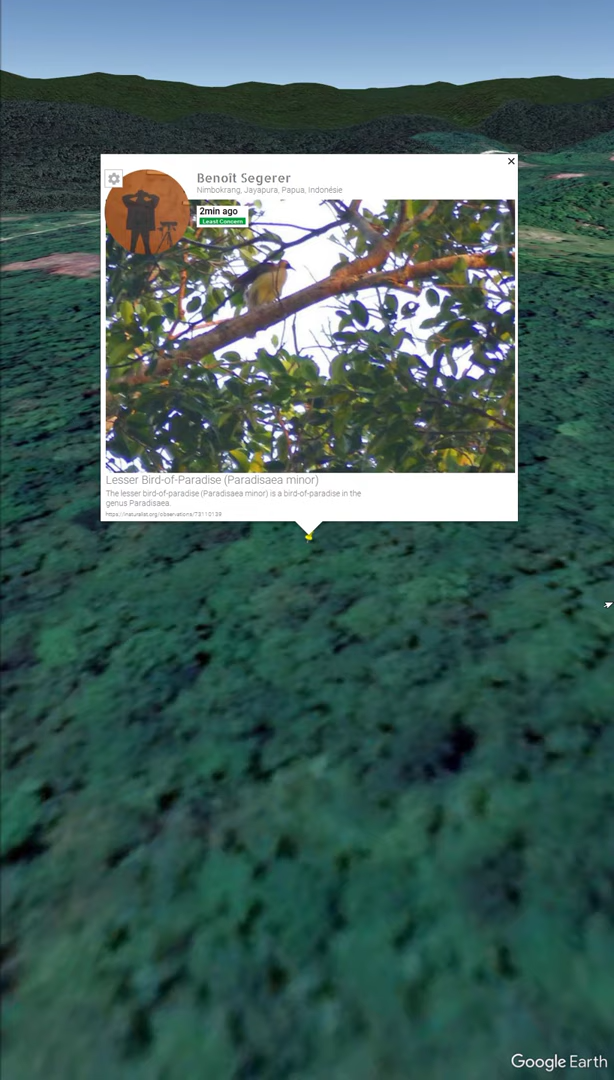 Benoît Segerer
Nimbokrang, Jayapura, Papua, Indonésie
2min ago
Least Concern
Lesser Bird-of-Paradise (Paradisaea minor)
The lesser bird-of-paradise (Paradisaea minor) is a bird-of-paradise in the
genus Paradisaea.
https://inaturalist.org/observations/73110139
Google Earth